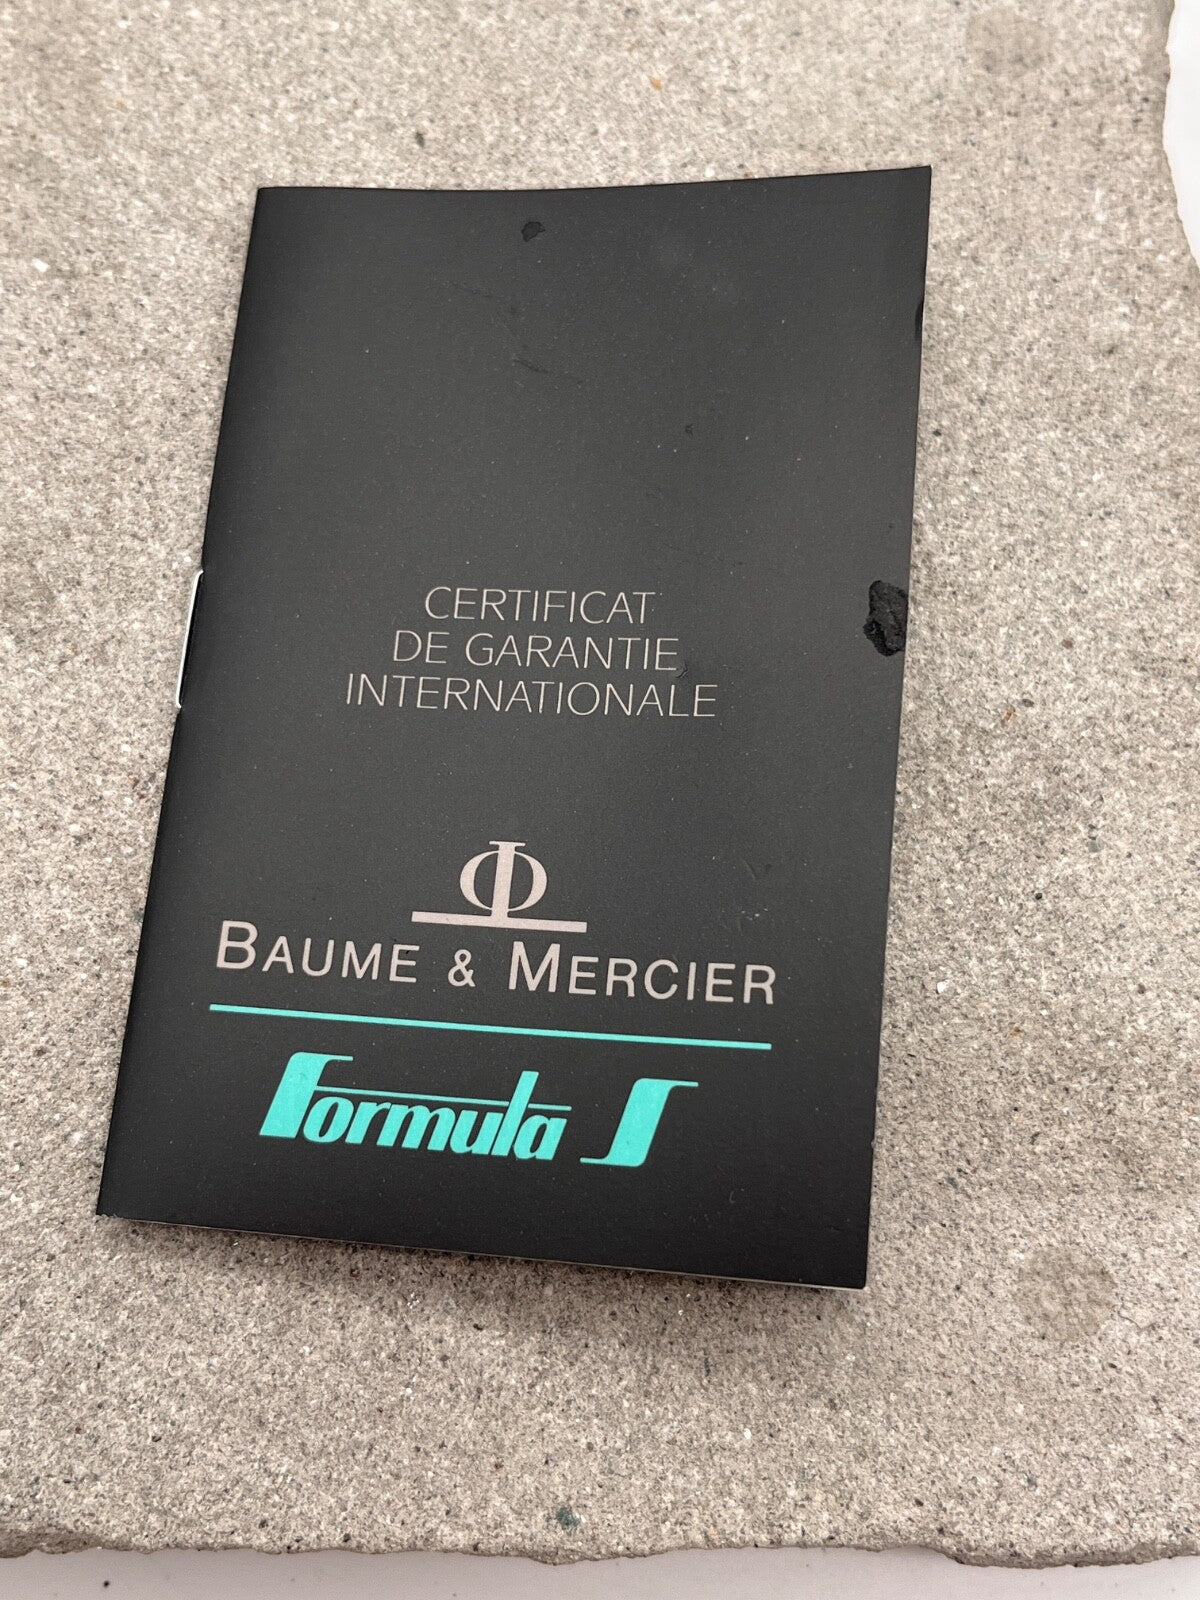 CERTIFICAT
DE GARANTIE
INTERNATIONALE
BAUME & MERCIER
Formula S